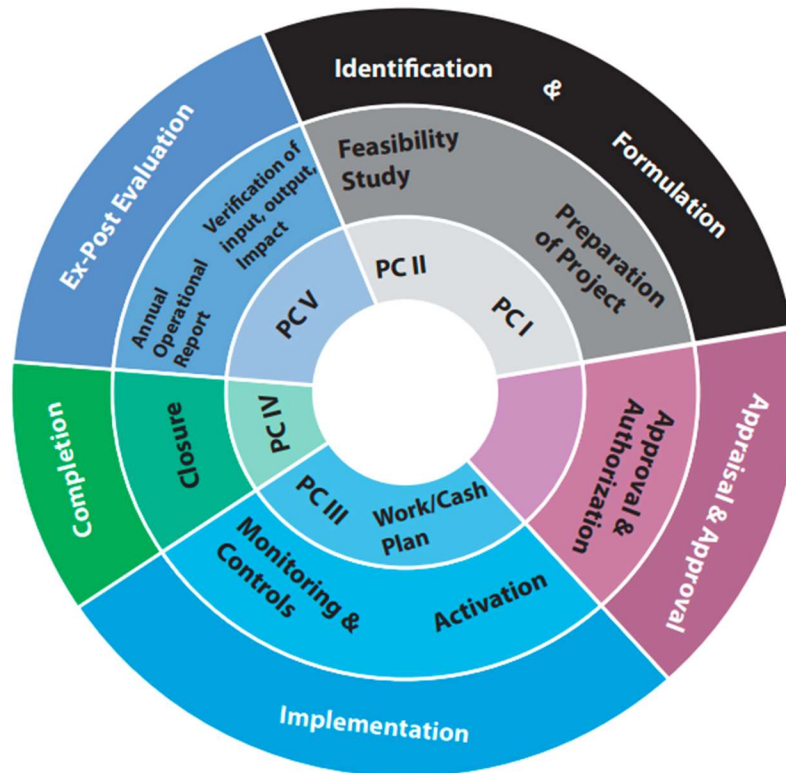 Identification & Formulation
Feasibility
Study
Preparation
of Project
PC II
PC I
Appraisal & Approval
Approval &
Authorization
Implementation
Activation
Monitoring &
Controls
Work/Cash
Plan
PC III
Completion
Closure
PC IV
Ex-Post Evaluation
Annual
Operational
Report
Verification of
input, output,
Impact
PC V